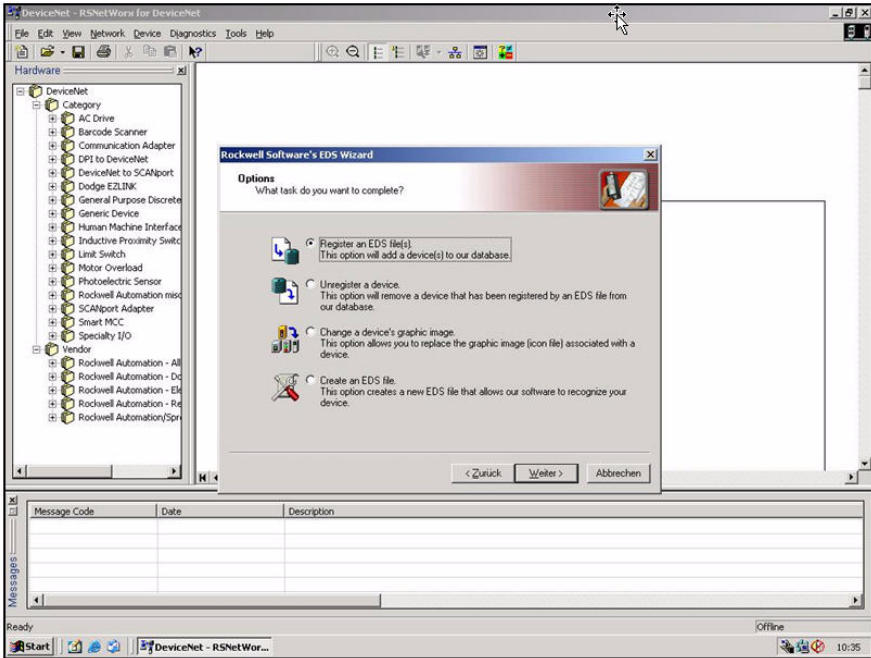 DeviceNet - RSNetWorx for DeviceNet
File Edit View Network Device Diagnostics Tools Help
Hardware
DeviceNet
Category
AC Drive
Barcode Scanner
Communication Adapter
DPI to DeviceNet
DeviceNet to SCANport
Dodge EZLINK
General Purpose Discrete
Generic Device
Human Machine Interface
Inductive Proximity Switc
Limit Switch
Motor Overload
Photoelectric Sensor
Rockwell Automation misc
SCANport Adapter
Smart MCC
Specialty I/O
Vendor
Rockwell Automation - All
Rockwell Automation - Do
Rockwell Automation - Ele
Rockwell Automation - Re
Rockwell Automation/Spr
Rockwell Software's EDS Wizard
Options
What task do you want to complete?
Register an EDS file(s).
This option will add a device(s) to our database.
Unregister a device.
This option will remove a device that has been registered by an EDS file from
our database.
Change a device's graphic image.
This option allows you to replace the graphic image (icon file) associated with a
device.
Create an EDS file.
This option creates a new EDS file that allows our software to recognize your
device.
< Zurück Weiter > Abbrechen
Messages
Message Code Date Description
Ready Offline
Start DeviceNet - RSNetWor... 10:35